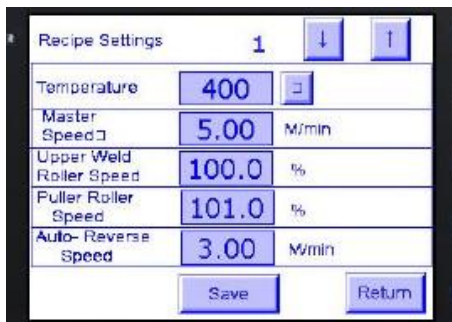 Recipe Settings 1 ↓ ↑
Temperature 400 □
Master
Speed□ 5.00 M/min
Upper Weld
Roller Speed 100.0 %
Puller Roller
Speed 101.0 %
Auto- Reverse
Speed 3.00 M/min
Save Return